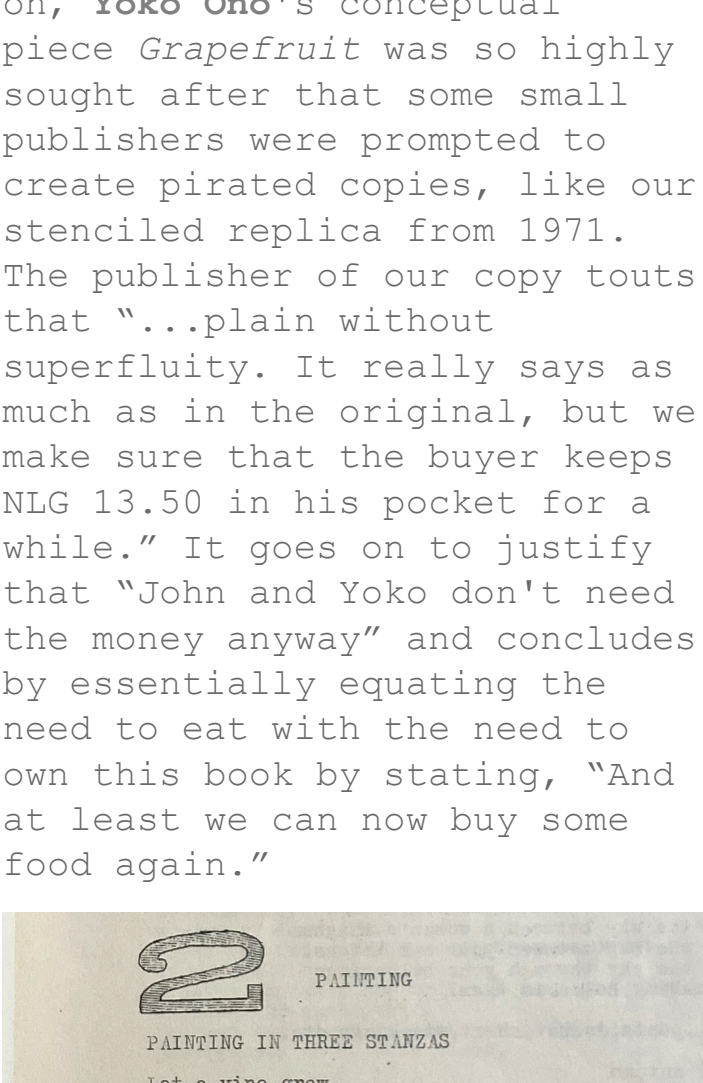 on, Yoko Ono's conceptual
piece Grapefruit was so highly
sought after that some small
publishers were prompted to
create pirated copies, like our
stenciled replica from 1971.
The publisher of our copy touts
that “...plain without
superfluity. It really says as
much as in the original, but we
make sure that the buyer keeps
NLG 13.50 in his pocket for a
while.” It goes on to justify
that “John and Yoko don't need
the money anyway” and concludes
by essentially equating the
need to eat with the need to
own this book by stating, “And
at least we can now buy some
food again.”
2 PAINTING
PAINTING IN THREE STANZAS
Let a vine grow